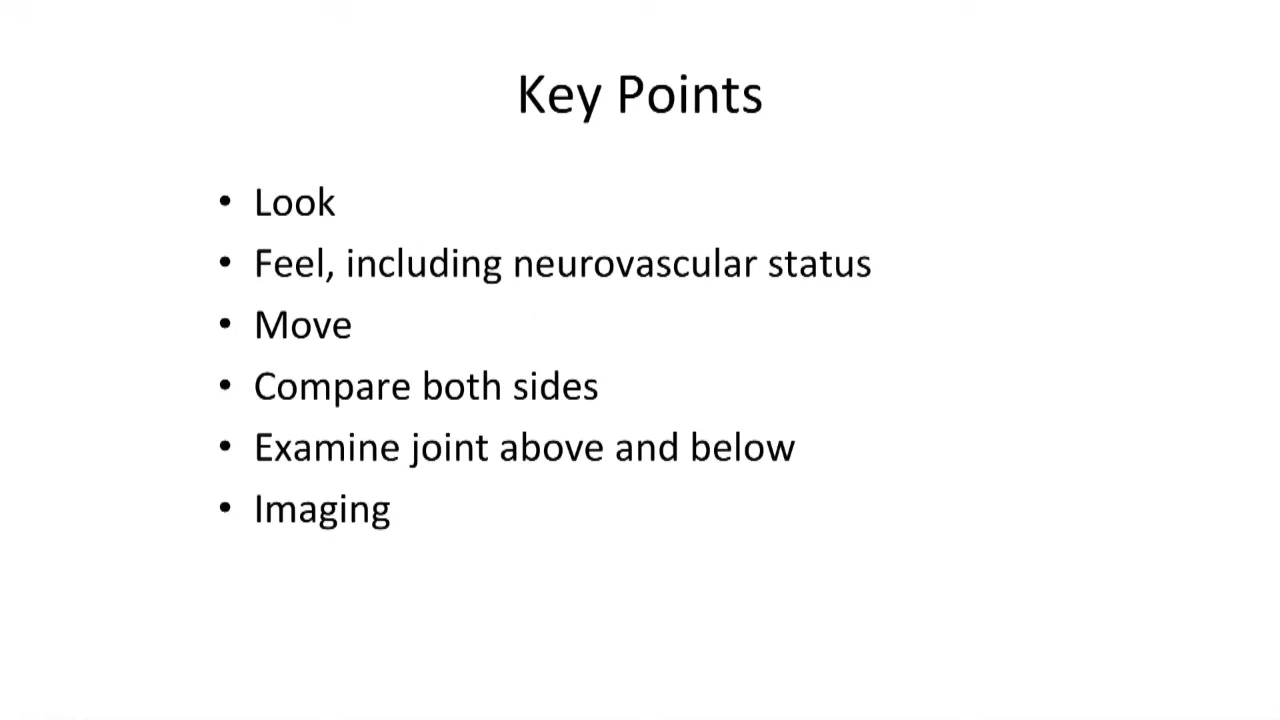 Key Points
• Look
• Feel, including neurovascular status
• Move
• Compare both sides
• Examine joint above and below
• Imaging